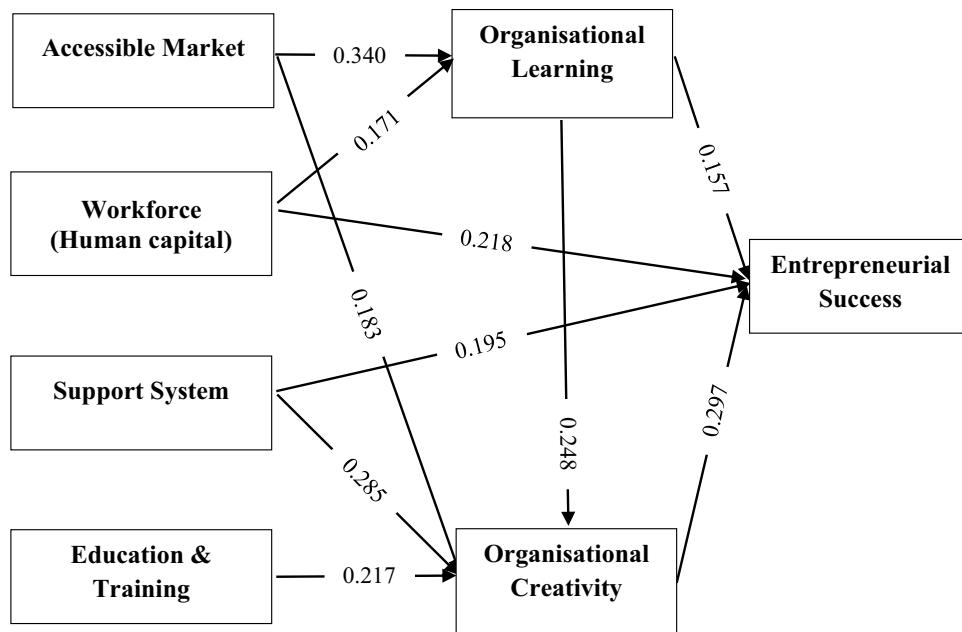 Accessible Market
0.340
Organisational
Learning
0.171
0.157
Workforce
(Human capital)
0.218
Entrepreneurial
Success
0.183
0.195
Support System
0.297
0.248
0.285
Education &
Training
0.217
Organisational
Creativity